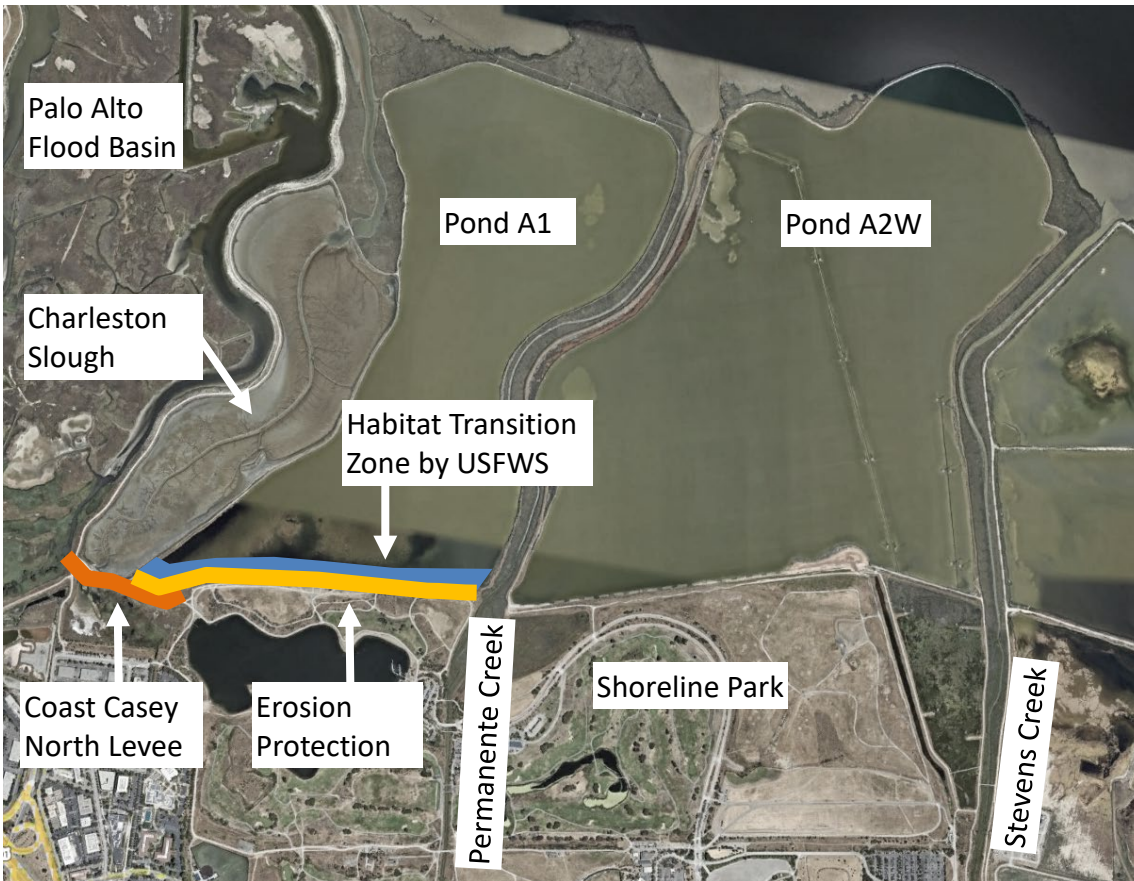 Palo Alto
Flood Basin
Pond A1
Pond A2W
Charleston
Slough
Habitat Transition
Zone by USFWS
Coast Casey
North Levee
Erosion
Protection
Permanente Creek
Shoreline Park
Stevens Creek